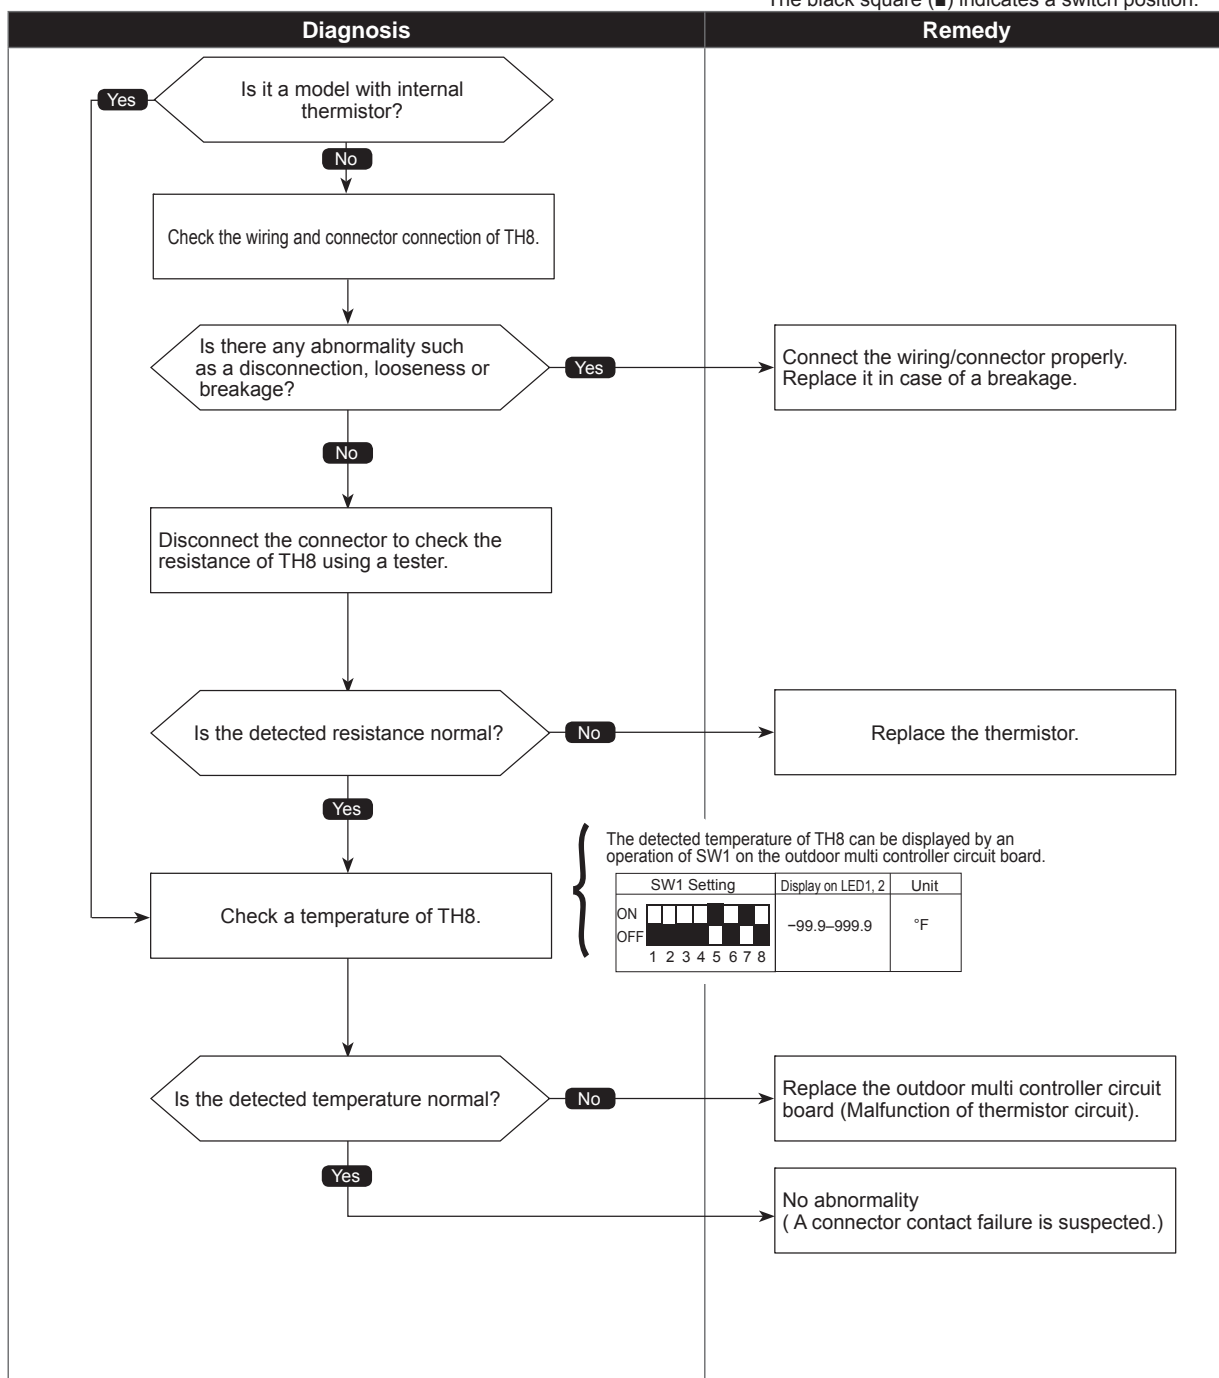 The black square (■) indicates a switch position.
Diagnosis
Remedy
Is it a model with internal
thermistor?
Yes
No
Check the wiring and connector connection of TH8.
Is there any abnormality such
as a disconnection, looseness or
breakage?
Yes
Connect the wiring/connector properly.
Replace it in case of a breakage.
No
Disconnect the connector to check the
resistance of TH8 using a tester.
Is the detected resistance normal?
No
Replace the thermistor.
Yes
The detected temperature of TH8 can be displayed by an
operation of SW1 on the outdoor multi controller circuit board.
SW1 Setting
Display on LED1, 2
Unit
ON
OFF
1 2 3 4 5 6 7 8
−99.9–999.9
°F
Check a temperature of TH8.
Is the detected temperature normal?
No
Replace the outdoor multi controller circuit
board (Malfunction of thermistor circuit).
Yes
No abnormality
( A connector contact failure is suspected.)